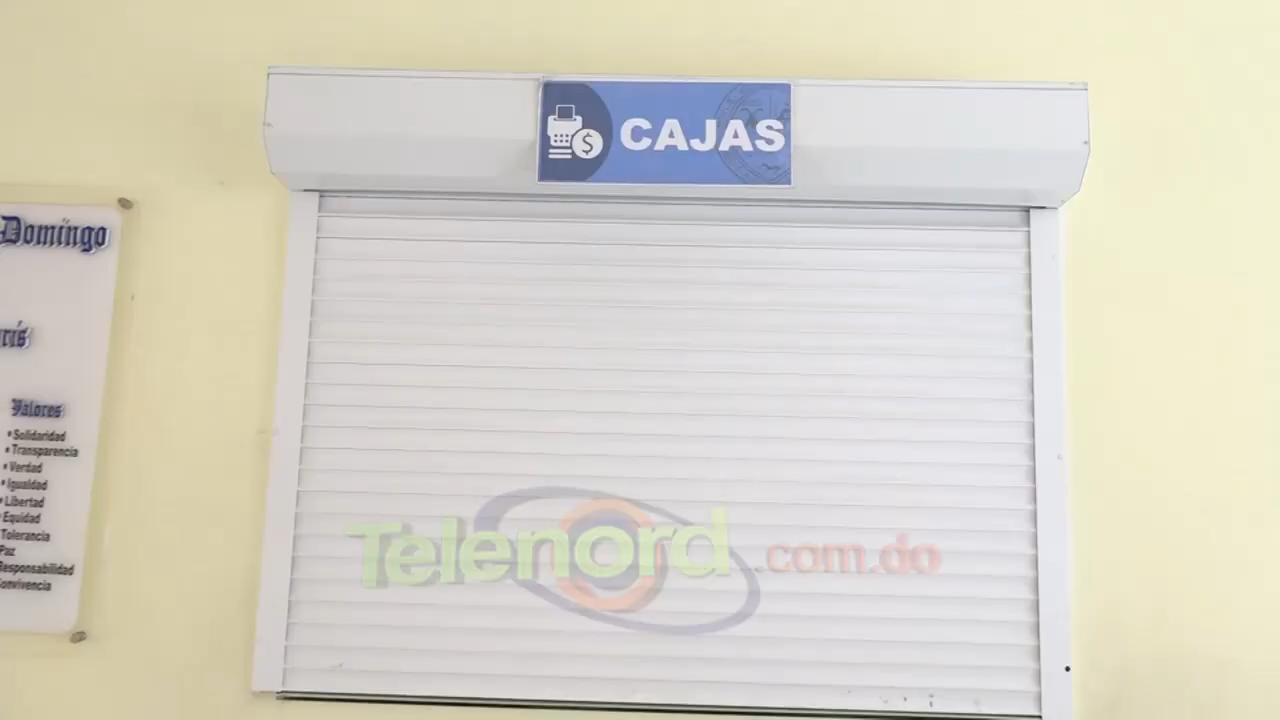 CAJAS
$
Domingo
Valores
• Solidaridad
• Transparencia
• Verdad
• Igualdad
• Libertad
Equidad
Tolerancia
Paz
Responsabilidad
Convivencia
Telenord.com.do